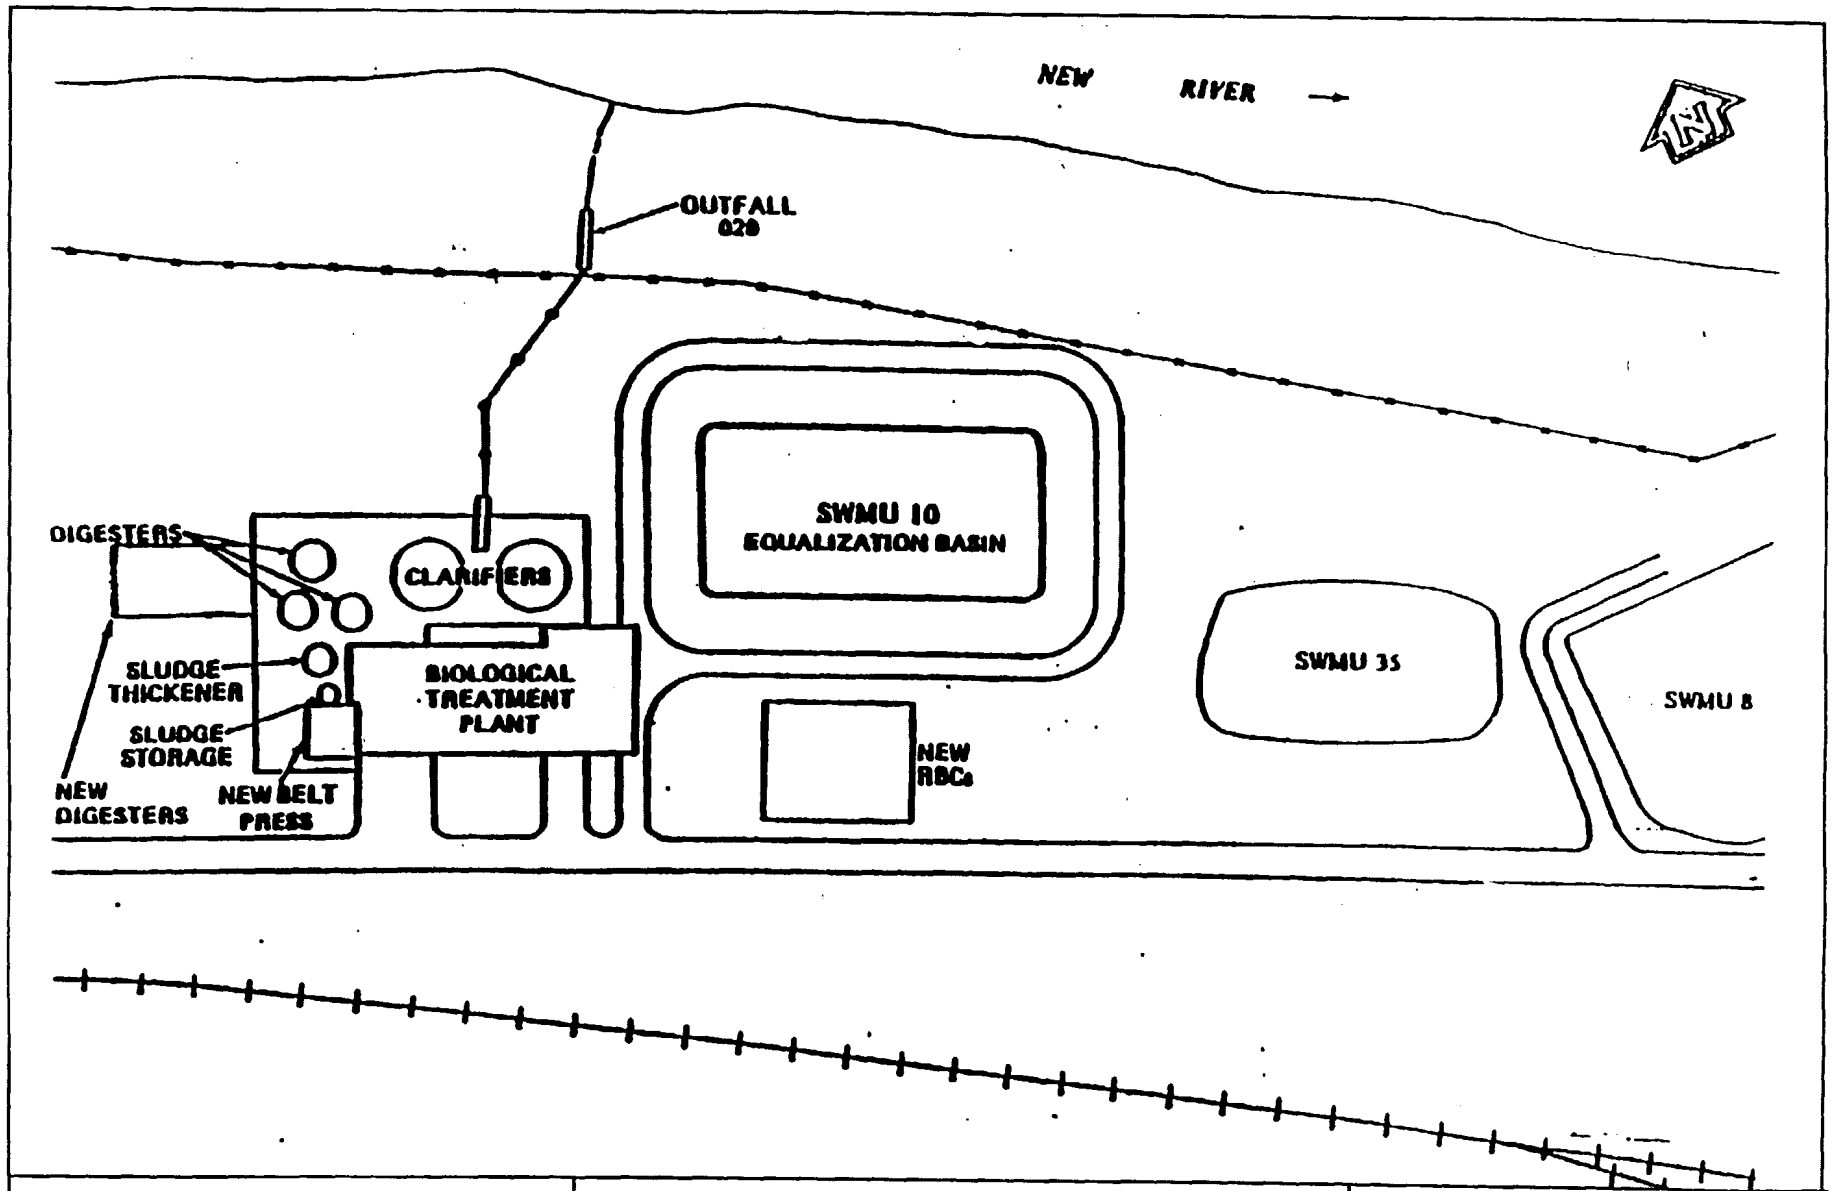 NEW RIVER
N
OUTFALL
029
SWMU 10
EQUALIZATION BASIN
DIGESTERS
CLARIFIERS
SWMU 35
SWMU 8
SLUDGE
THICKENER
BIOLOGICAL
TREATMENT
PLANT
SLUDGE
STORAGE
NEW
RBCs
NEW
DIGESTERS
NEW BELT
PRESS